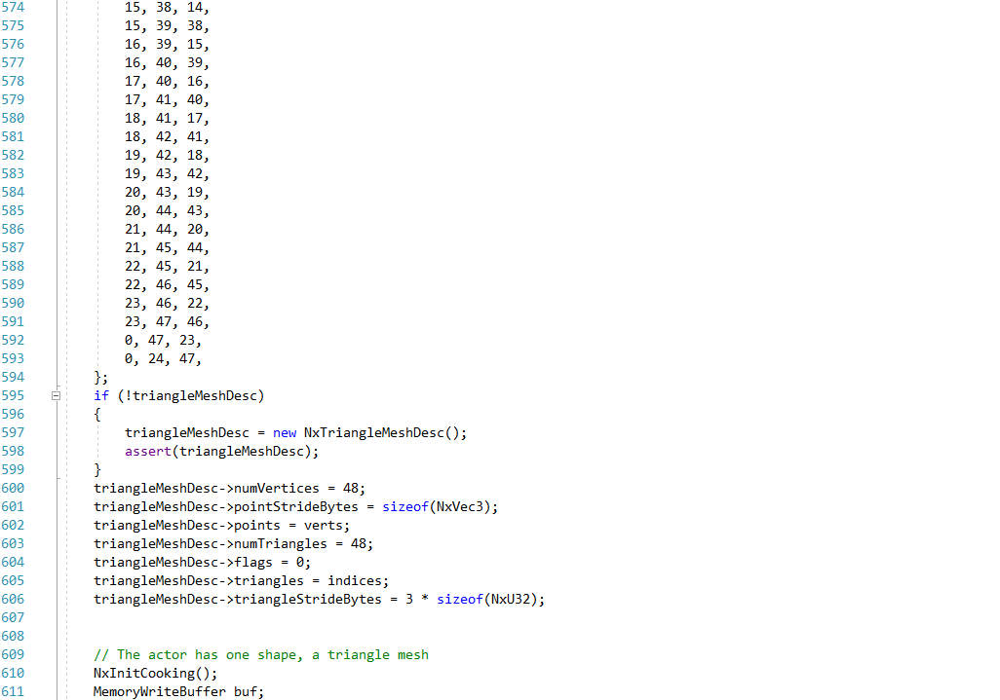 574             15, 38, 14,
575             15, 39, 38,
576             16, 39, 15,
577             16, 40, 39,
578             17, 40, 16,
579             17, 41, 40,
580             18, 41, 17,
581             18, 42, 41,
582             19, 42, 18,
583             19, 43, 42,
584             20, 43, 19,
585             20, 44, 43,
586             21, 44, 20,
587             21, 45, 44,
588             22, 45, 21,
589             22, 46, 45,
590             23, 46, 22,
591             23, 47, 46,
592             0, 47, 23,
593             0, 24, 47,
594         };
595         if (!triangleMeshDesc)
596         {
597             triangleMeshDesc = new NxTriangleMeshDesc();
598             assert(triangleMeshDesc);
599         }
600         triangleMeshDesc->numVertices = 48;
601         triangleMeshDesc->pointStrideBytes = sizeof(NxVec3);
602         triangleMeshDesc->points = verts;
603         triangleMeshDesc->numTriangles = 48;
604         triangleMeshDesc->flags = 0;
605         triangleMeshDesc->triangles = indices;
606         triangleMeshDesc->triangleStrideBytes = 3 * sizeof(NxU32);
607
608
609         // The actor has one shape, a triangle mesh
610         NxInitCooking();
611         MemoryWriteBuffer buf;